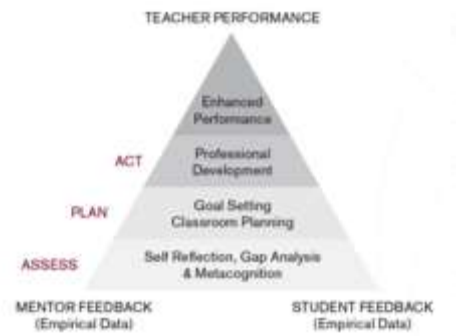 TEACHER PERFORMANCE
Enhanced
Performance
ACT
Professional
Development
PLAN
Goal Setting
Classroom Planning
ASSESS
Self Reflection, Gap Analysis
& Metacognition
MENTOR FEEDBACK
(Empirical Data)
STUDENT FEEDBACK
(Empirical Data)